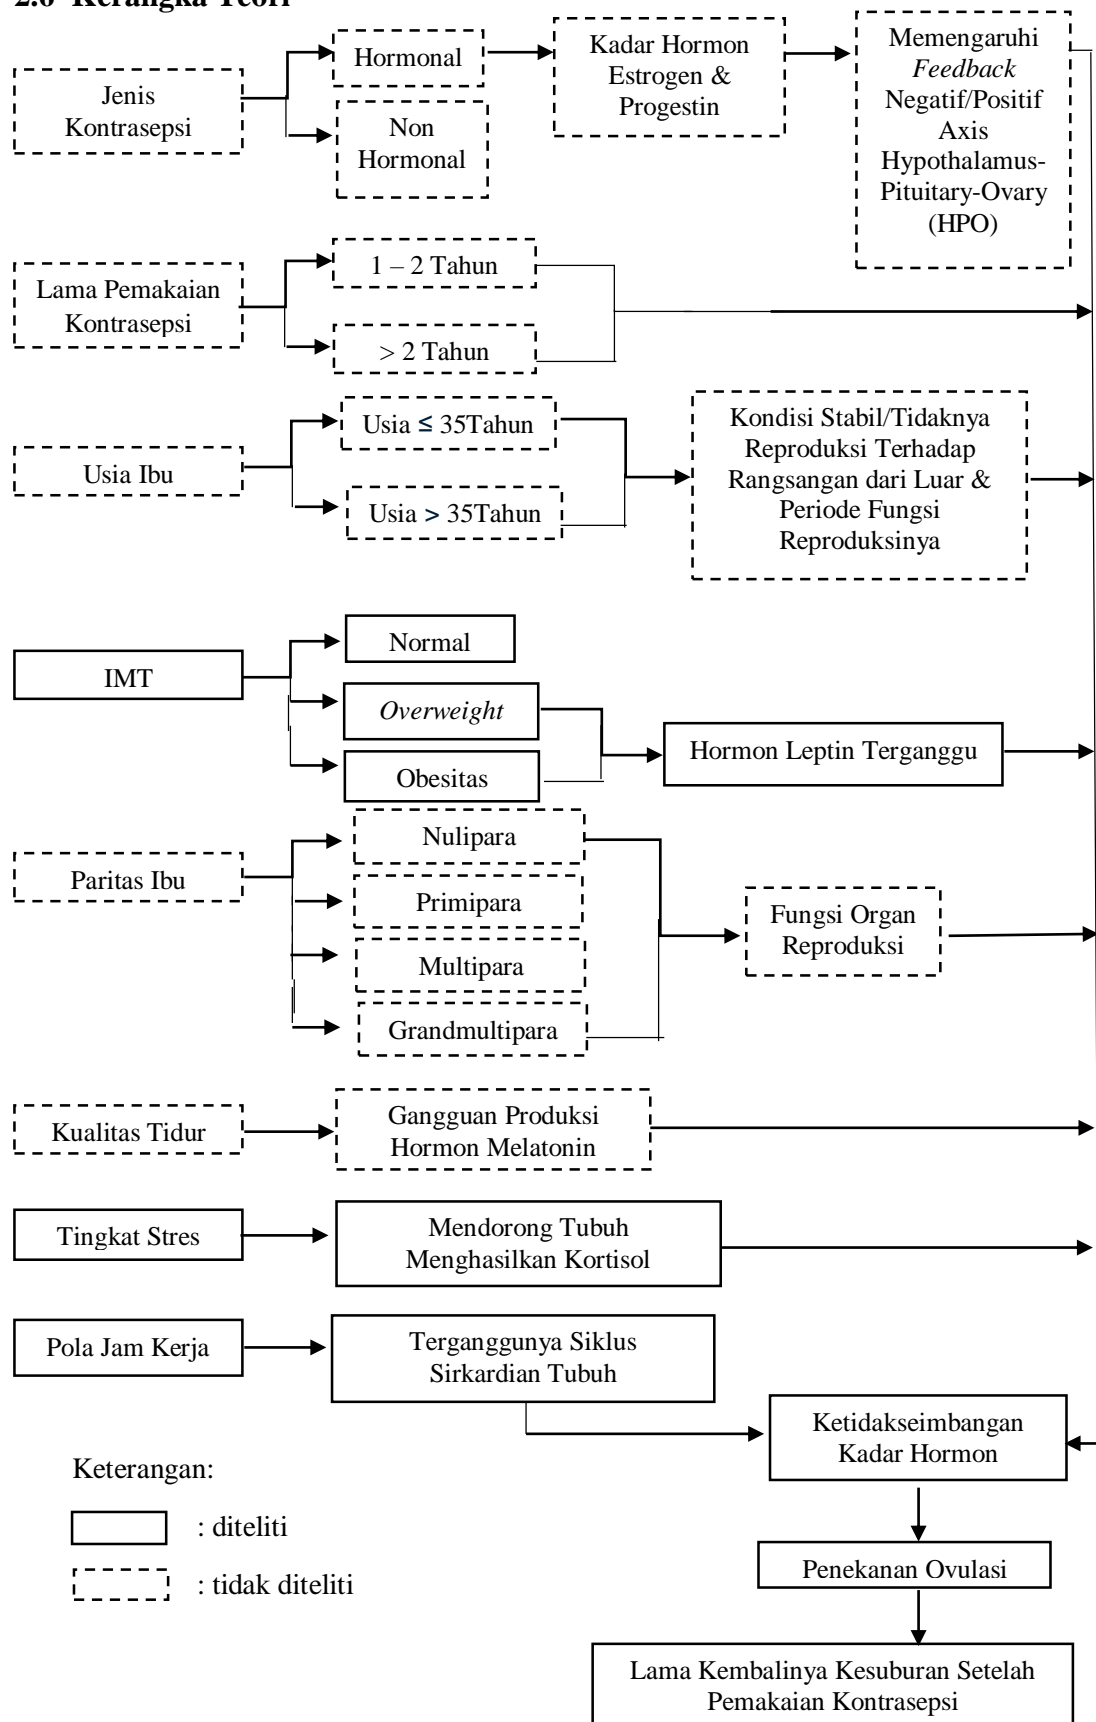 2.6 Kerangka Teori
Jenis
Kontrasepsi
Hormonal
Non
Hormonal
Kadar Hormon
Estrogen &
Progestin
Memengaruhi
Feedback
Negatif/Positif
Axis
Hypothalamus-
Pituitary-Ovary
(HPO)
Lama Pemakaian
Kontrasepsi
1 – 2 Tahun
> 2 Tahun
Usia Ibu
Usia ≤ 35Tahun
Usia > 35Tahun
Kondisi Stabil/Tidaknya
Reproduksi Terhadap
Rangsangan dari Luar &
Periode Fungsi
Reproduksinya
IMT
Normal
Overweight
Obesitas
Hormon Leptin Terganggu
Paritas Ibu
Nulipara
Primipara
Multipara
Grandmultipara
Fungsi Organ
Reproduksi
Kualitas Tidur
Gangguan Produksi
Hormon Melatonin
Tingkat Stres
Mendorong Tubuh
Menghasilkan Kortisol
Pola Jam Kerja
Terganggunya Siklus
Sirkardian Tubuh
Ketidakseimbangan
Kadar Hormon
Keterangan:
: diteliti
: tidak diteliti
Penekanan Ovulasi
Lama Kembalinya Kesuburan Setelah
Pemakaian Kontrasepsi